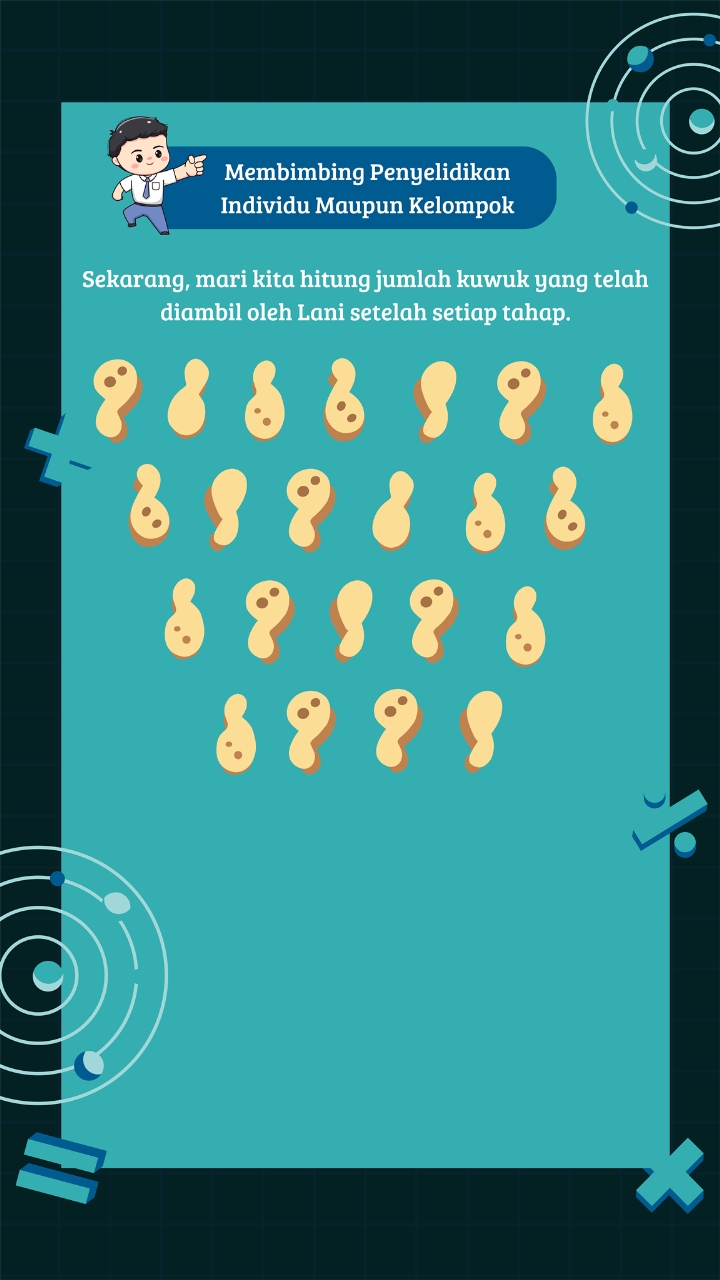 Membimbing Penyelidikan
Individu Maupun Kelompok
Sekarang, mari kita hitung jumlah kuwuk yang telah
diambil oleh Lani setelah setiap tahap.